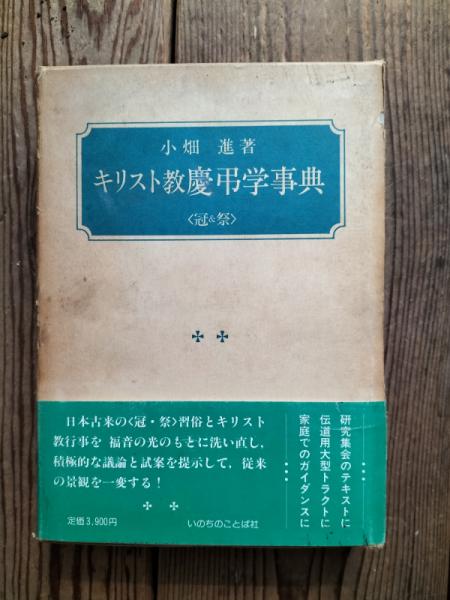 小畑 進著
キリスト教慶弔学事典
〈冠&祭〉
日本古来の〈冠・祭〉習俗とキリスト
教行事を 福音の光のもとに洗い直し,
積極的な議論と試案を提示して, 従来
の景観を一変する!
定価3,900円
いのちのことば社
研究集会のテキストに
伝道用大型トラクトに
家庭でのガイダンスに